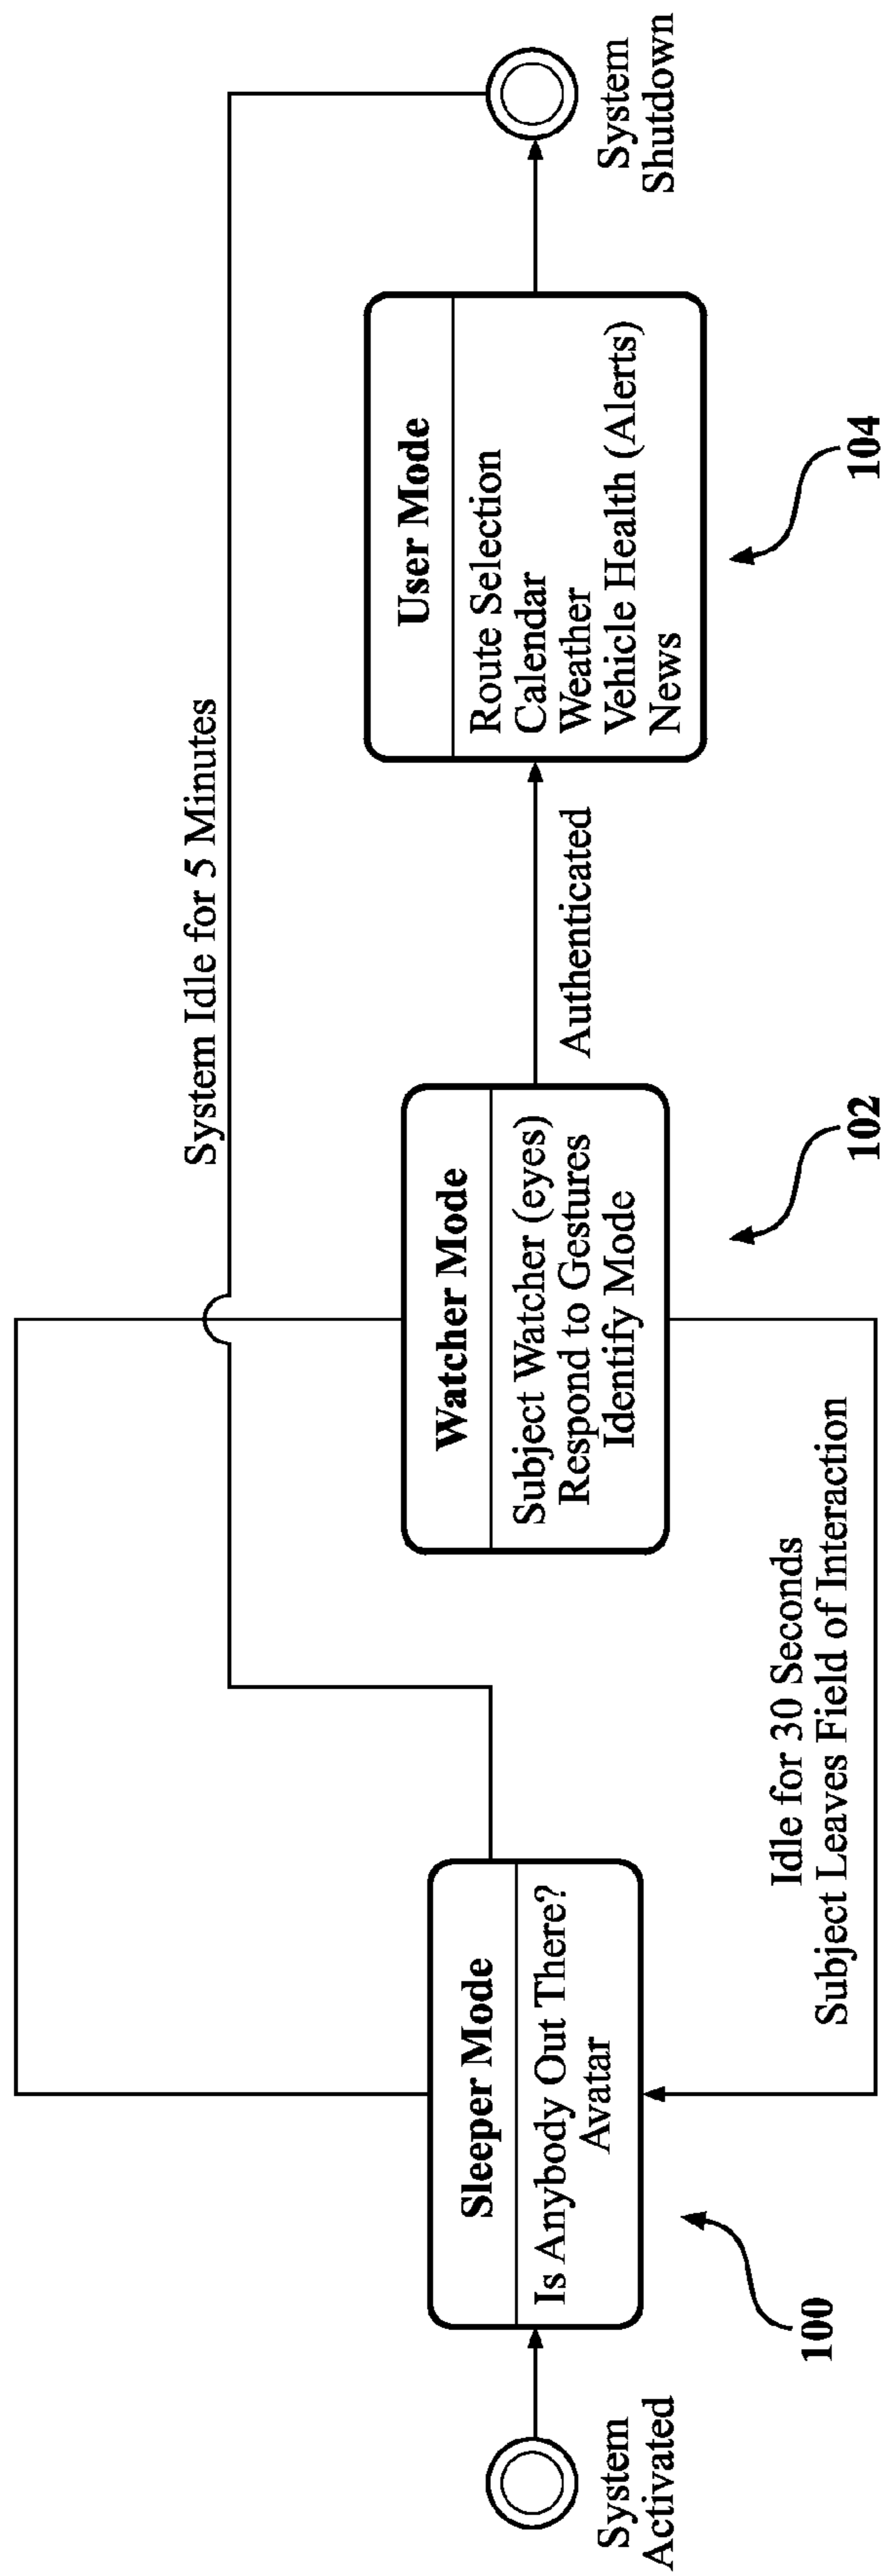 System
Activated
Sleeper Mode
Is Anybody Out There?
Avatar
100
System Idle for 5 Minutes
Watcher Mode
Subject Watcher (eyes)
Respond to Gestures
Identify Mode
102
Idle for 30 Seconds
Subject Leaves Field of Interaction
Authenticated
User Mode
Route Selection
Calendar
Weather
Vehicle Health (Alerts)
News
104
System
Shutdown